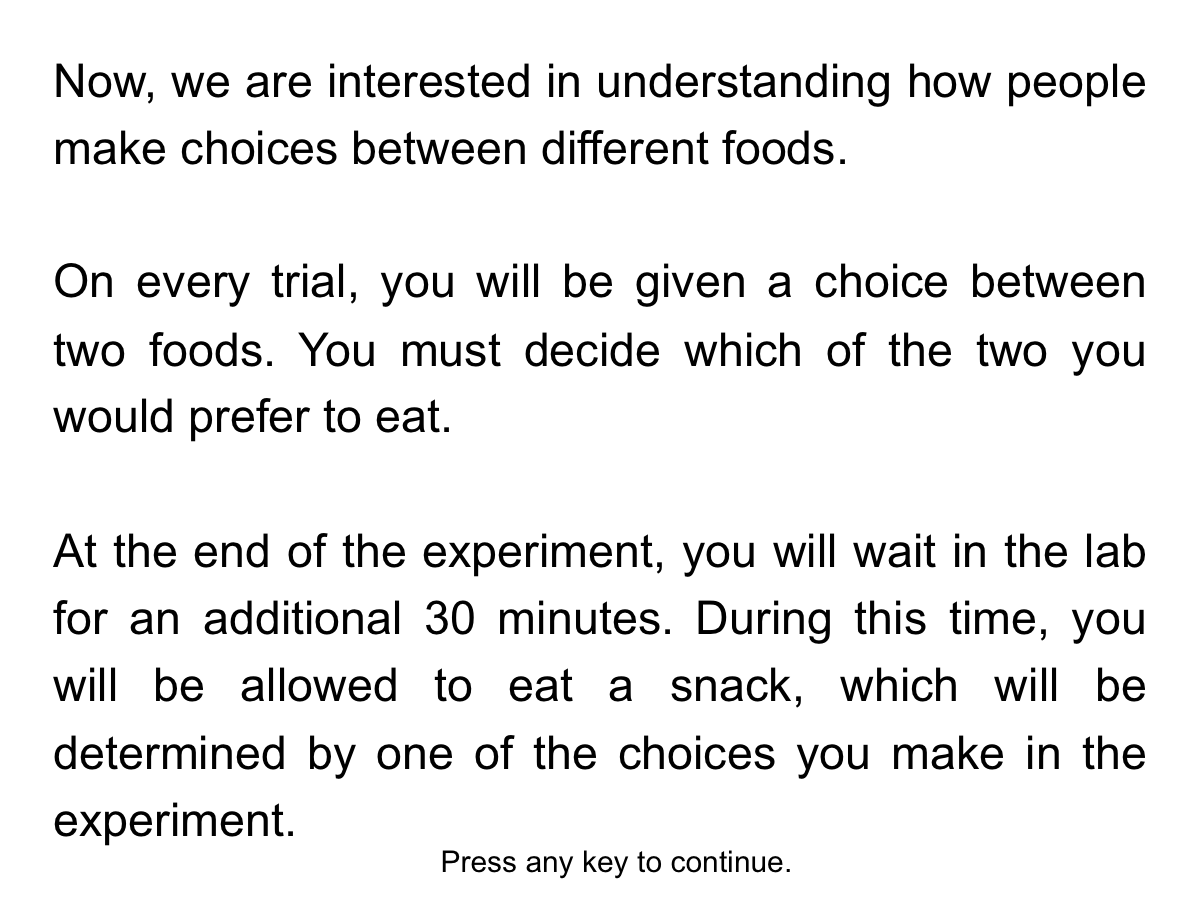 Now, we are interested in understanding how people
make choices between different foods.
On every trial, you will be given a choice between
two foods. You must decide which of the two you
would prefer to eat.
At the end of the experiment, you will wait in the lab
for an additional 30 minutes. During this time, you
will be allowed to eat a snack, which will be
determined by one of the choices you make in the
experiment.
Press any key to continue.